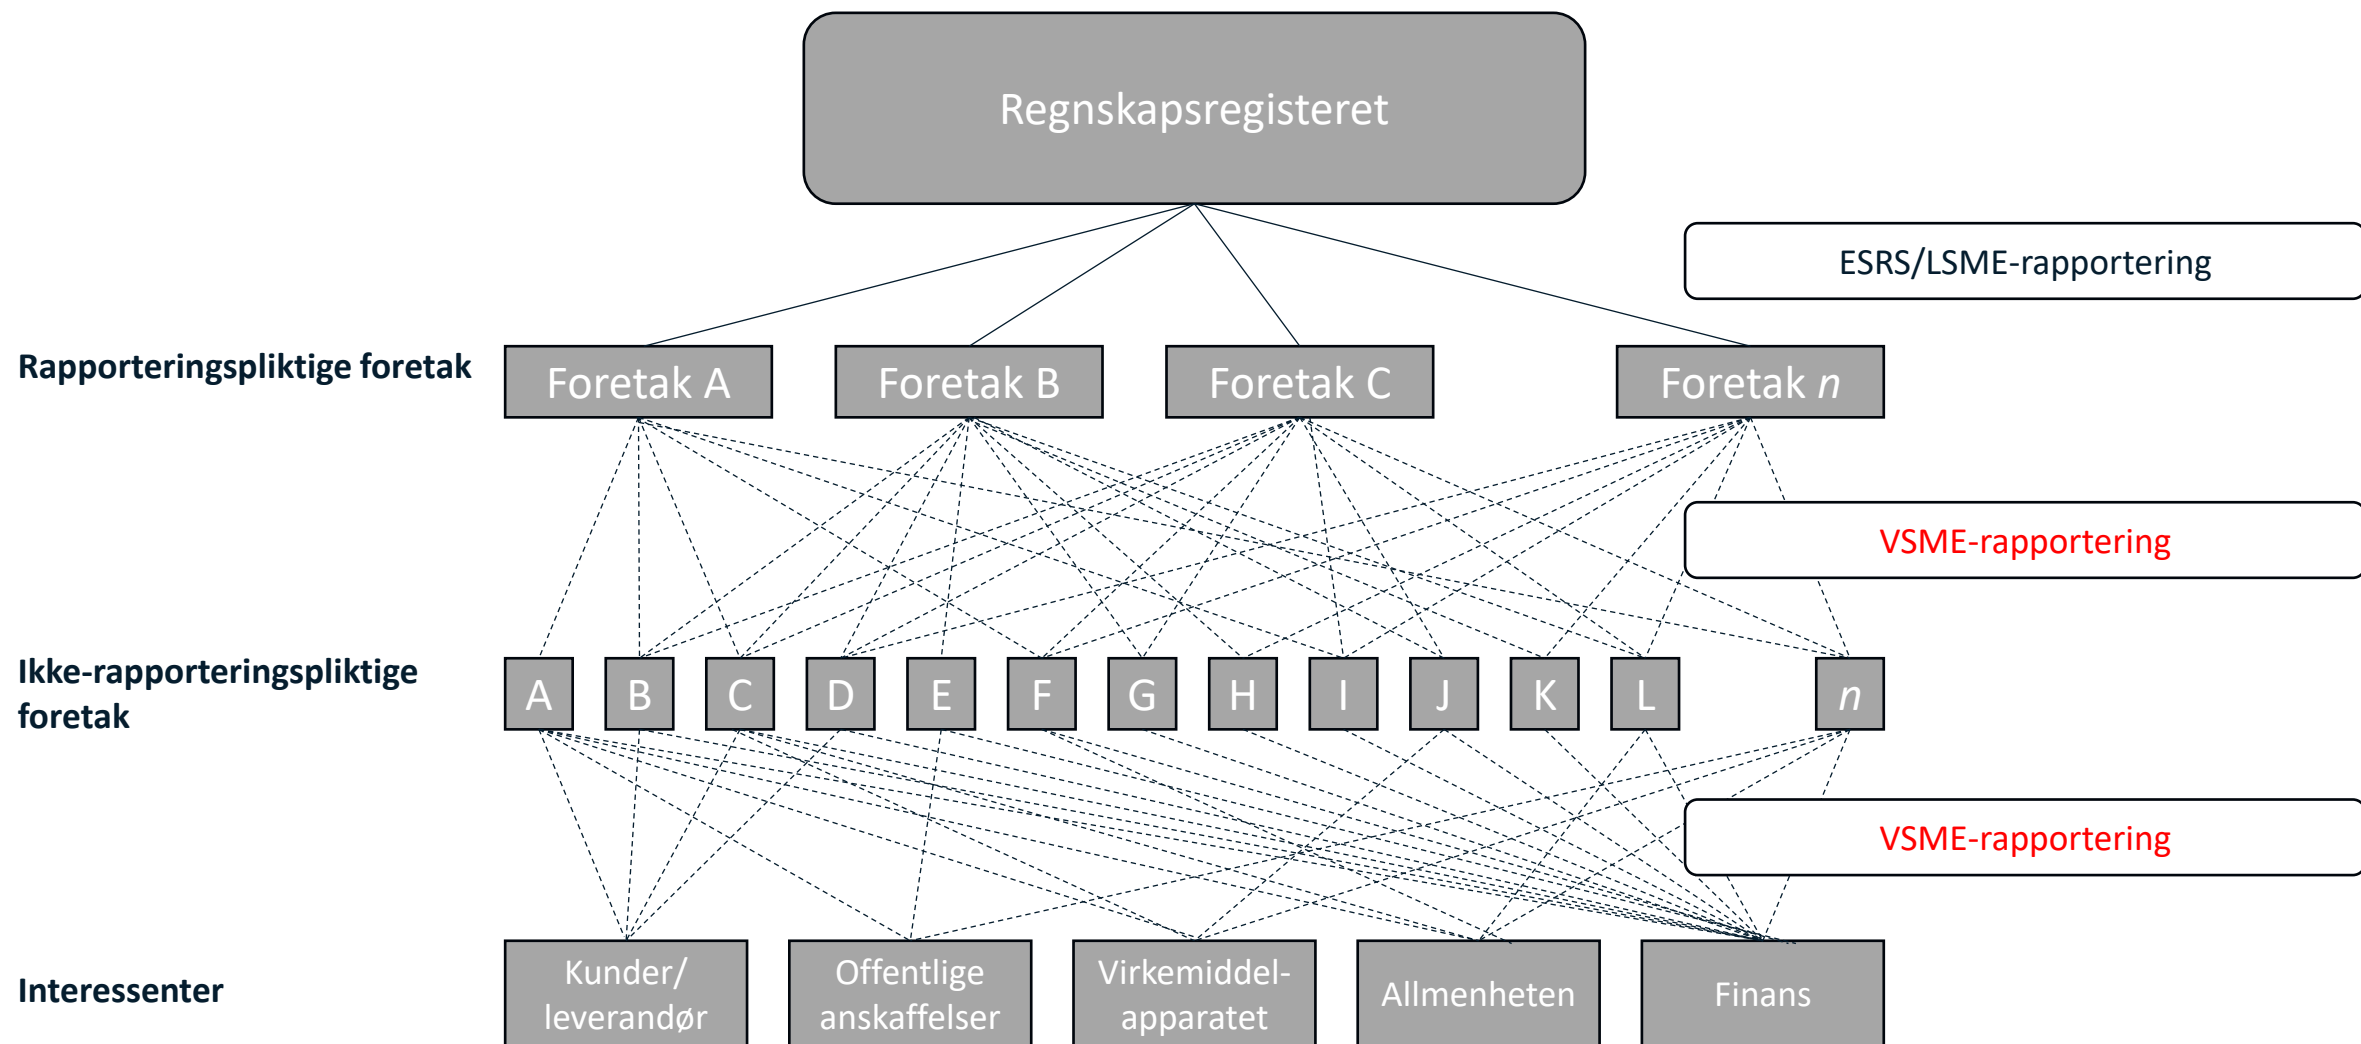 Regnskapsregisteret
ESRS/LSME-rapportering
Rapporteringspliktige foretak
Foretak A
Foretak B
Foretak C
Foretak n
VSME-rapportering
Ikke-rapporteringspliktige
foretak
A
B
C
D
E
F
G
H
I
J
K
L
n
VSME-rapportering
Interessenter
Kunder/
leverandør
Offentlige
anskaffelser
Virkemiddel-
apparatet
Allmenheten
Finans